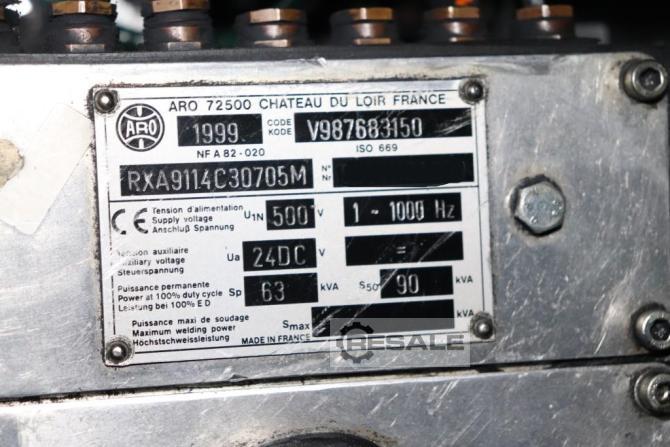 ARO 72500 CHATEAU DU LOIR FRANCE
ARO 1999 CODE KODE V987683150
NF A 82-020 ISO 669
RXA9114C30705M N° Nr
CE Tension d'alimentation
Supply voltage U1N 500 V 1 ~ 1000 Hz
Anschluß Spannung
Tension auxiliaire
Auxiliary voltage Ua 24DC V =
Steuerspannung
Puissance permanente
Power at 100% duty cycle Sp 63 kVA S50 90 kVA
Leistung bei 100% E D
Puissance maxi de soudage
Maximum welding power Smax kVA
Höchstschweissleistung MADE IN FRANCE
RESALE